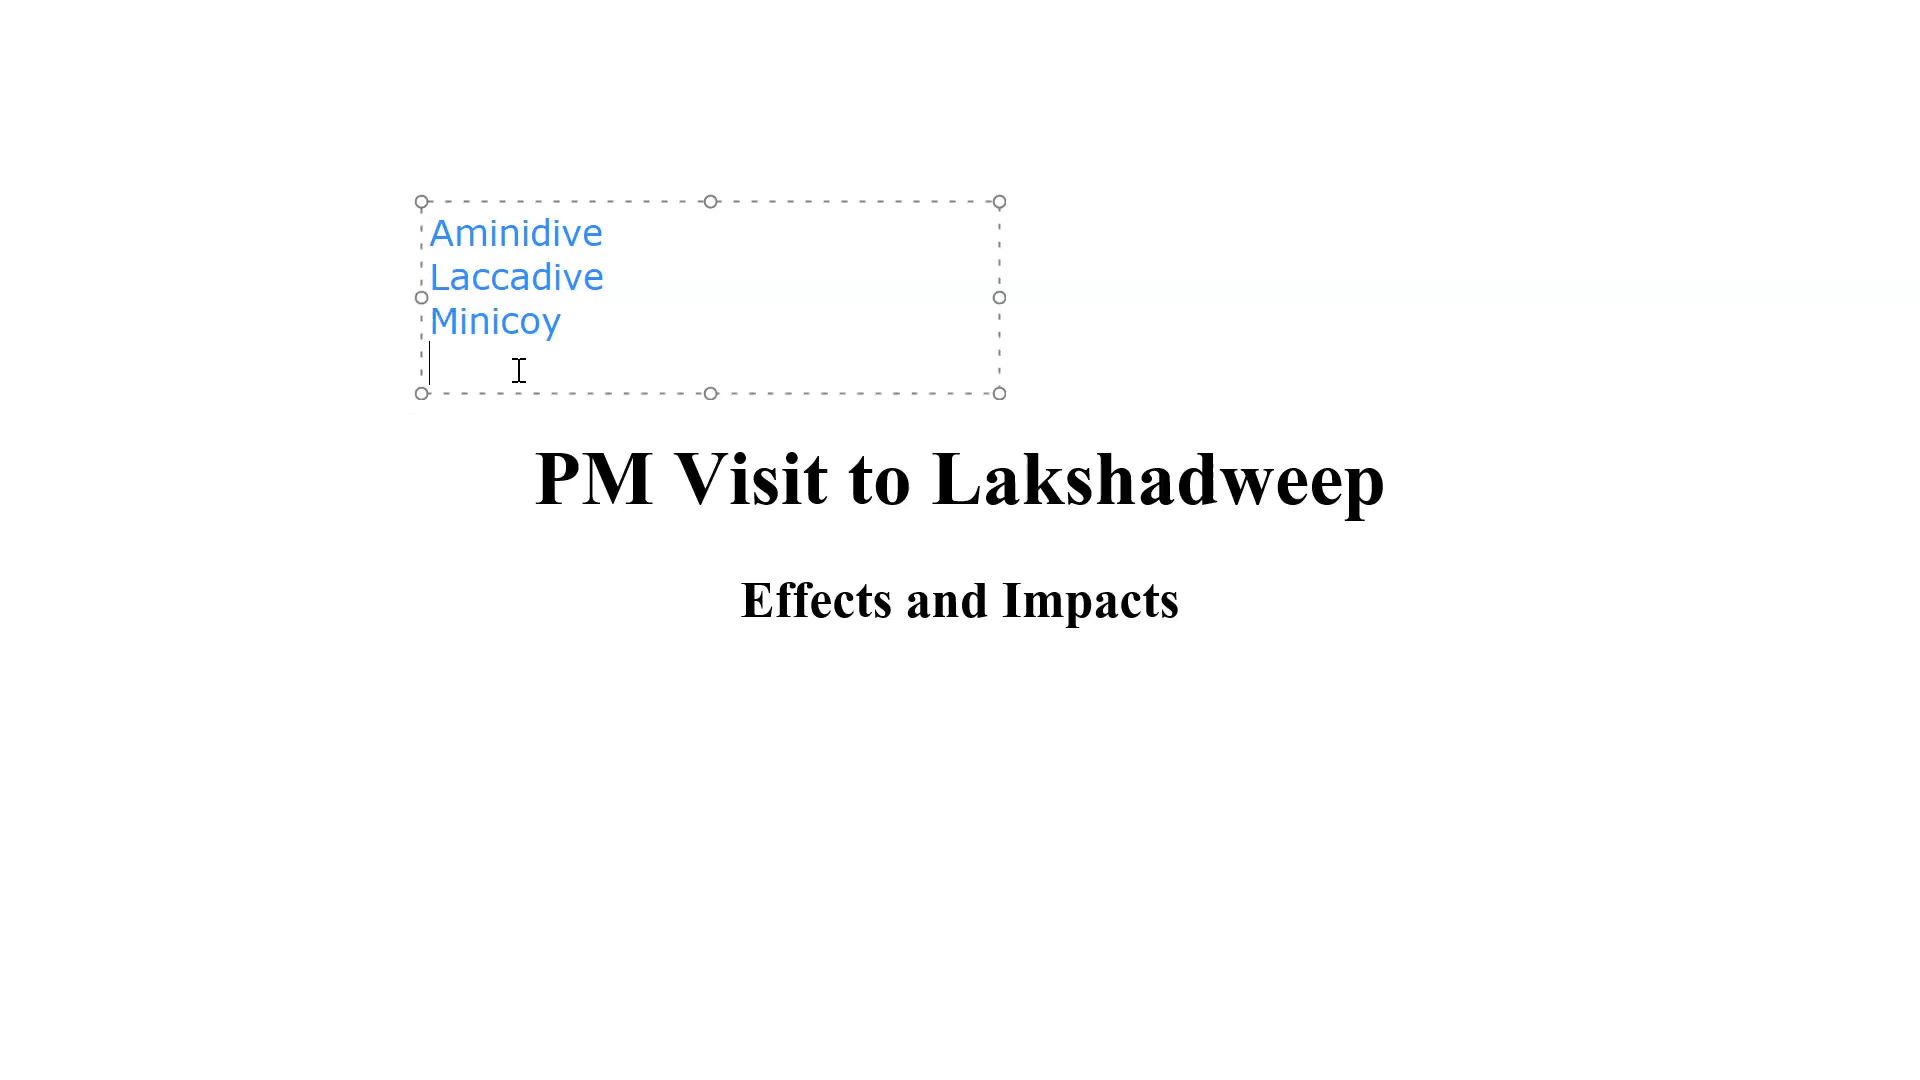 Aminidive
Laccadive
Minicoy
PM Visit to Lakshadweep
Effects and Impacts